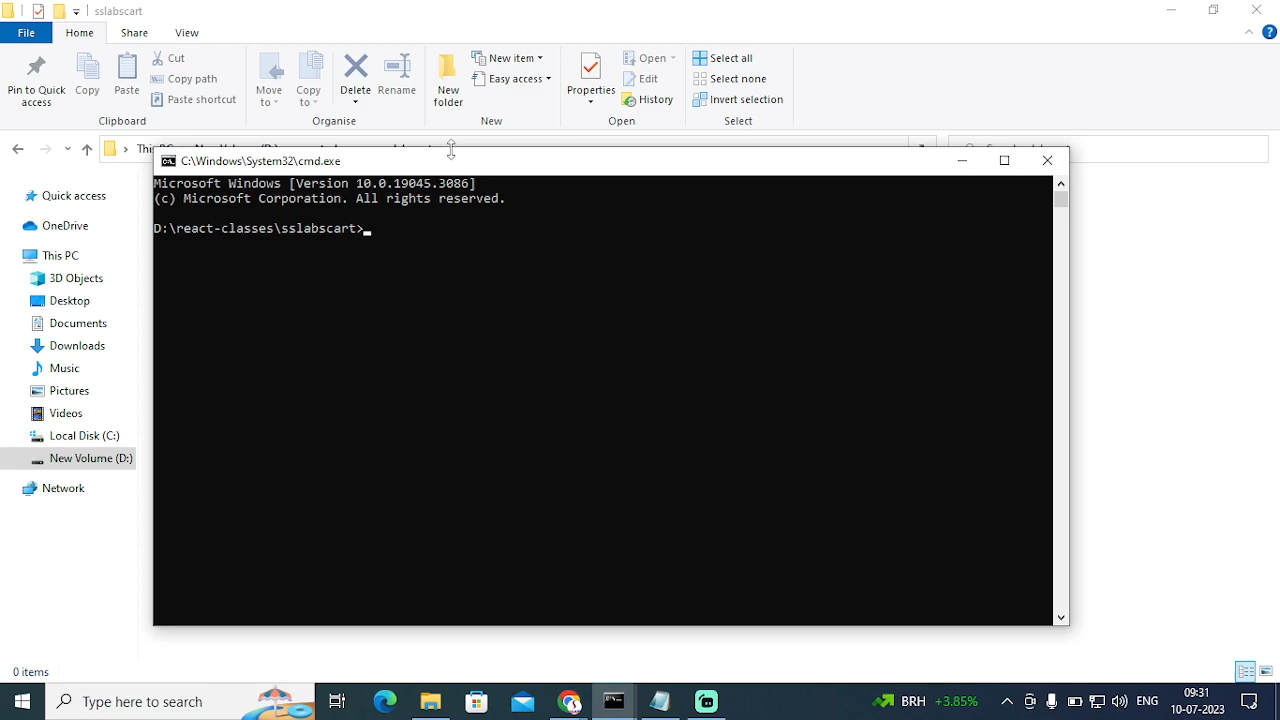 sslabscart
File
Home
Share
View
Pin to Quick access
Copy
Paste
Cut
Copy path
Paste shortcut
Clipboard
Move to
Copy to
Delete
Rename
Organise
New folder
New item
Easy access
New
Properties
Open
Edit
History
Open
Select all
Select none
Invert selection
Select
C:\Windows\System32\cmd.exe
Microsoft Windows [Version 10.0.19045.3086]
(c) Microsoft Corporation. All rights reserved.
D:\react-classes\sslabscart>
Quick access
OneDrive
This PC
3D Objects
Desktop
Documents
Downloads
Music
Pictures
Videos
Local Disk (C:)
New Volume (D:)
Network
0 items
Type here to search
BRH +3.85%
ENG
09:31
10-07-2023